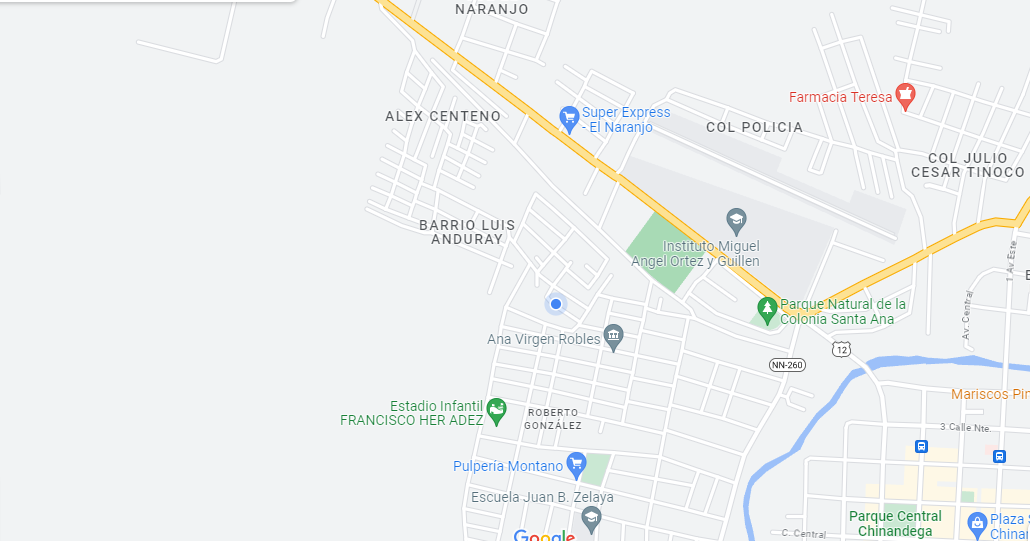 NARANJO
Farmacia Teresa
ALEX CENTENO
Super Express
- El Naranjo
COL POLICIA
COL JULIO
CESAR TINOCO
BARRIO LUIS
ANDURAY
Instituto Miguel
Angel Ortez y Guillen
1 Av. Este
Parque Natural de la
Colonia Santa Ana
Av. Central
Ana Virgen Robles
12
NN-260
Mariscos Pin
Estadio Infantil
FRANCISCO HER ADEZ
ROBERTO
GONZÁLEZ
3 Calle Nte.
Pulpería Montano
Escuela Juan B. Zelaya
Parque Central
Chinandega
Plaza S
Chinan
C. Central
Google